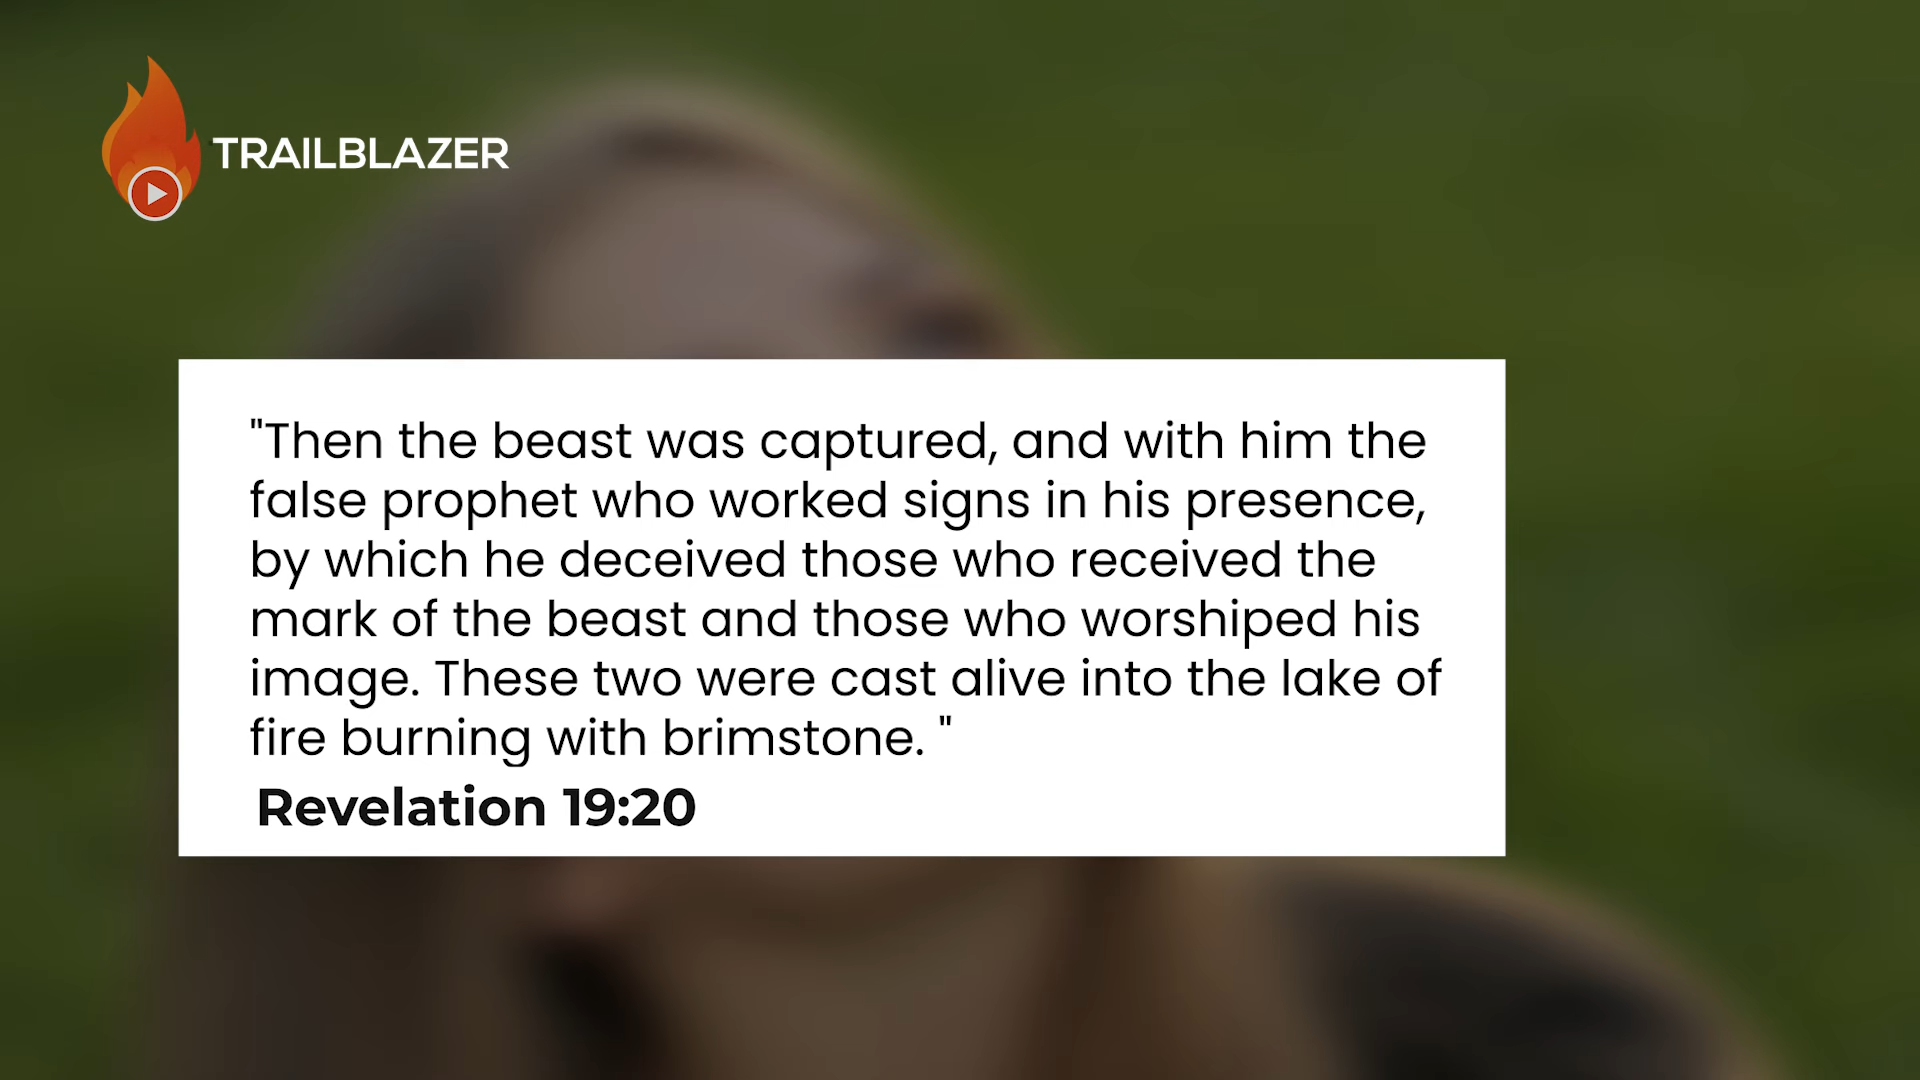 TRAILBLAZER
"Then the beast was captured, and with him the
false prophet who worked signs in his presence,
by which he deceived those who received the
mark of the beast and those who worshiped his
image. These two were cast alive into the lake of
fire burning with brimstone. "
Revelation 19:20